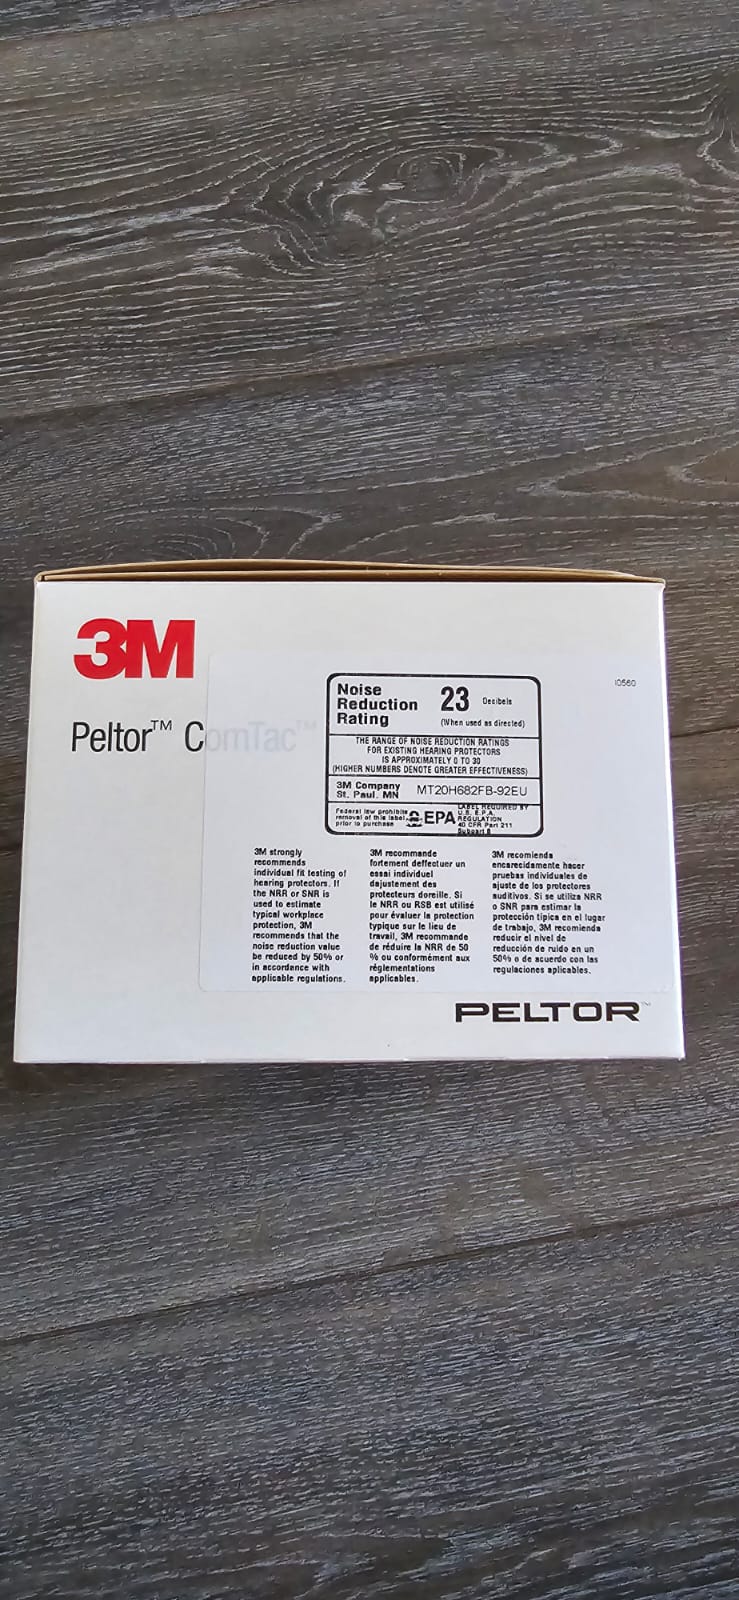 3M
Peltor™ ComTac™
Noise
Reduction
Rating
23 Decibels
(When used as directed)
10560
THE RANGE OF NOISE REDUCTION RATINGS
FOR EXISTING HEARING PROTECTORS
IS APPROXIMATELY 0 TO 30
(HIGHER NUMBERS DENOTE GREATER EFFECTIVENESS)
3M Company
St. Paul, MN
MT20H682FB-92EU
Federal law prohibits
removal of this label
prior to purchase
EPA
LABEL REQUIRED BY
U.S. E.P.A.
REGULATION
40 CFR Part 211
Subpart B
3M strongly
recommends
individual fit testing of
hearing protectors. If
the NRR or SNR is
used to estimate
typical workplace
protection, 3M
recommends that the
noise reduction value
be reduced by 50% or
in accordance with
applicable regulations.
3M recommande
fortement deffectuer un
essai individuel
dajustement des
protecteurs doreille. Si
le NRR ou RSB est utilisé
pour évaluer la protection
typique sur le lieu de
travail, 3M recommande
de réduire la NRR de 50
% ou conformément aux
réglementations
applicables.
3M recomienda
encarecidamente hacer
pruebas individuales de
ajuste de los protectores
auditivos. Si se utiliza NRR
o SNR para estimar la
protección típica en el lugar
de trabajo, 3M recomienda
reducir el nivel de
reducción de ruido en un
50% o de acuerdo con las
regulaciones aplicables.
PELTOR™